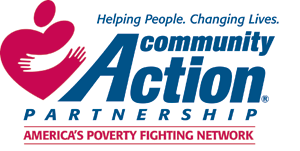 Helping People. Changing Lives.
community
Action®
PARTNERSHIP
AMERICA'S POVERTY FIGHTING NETWORK